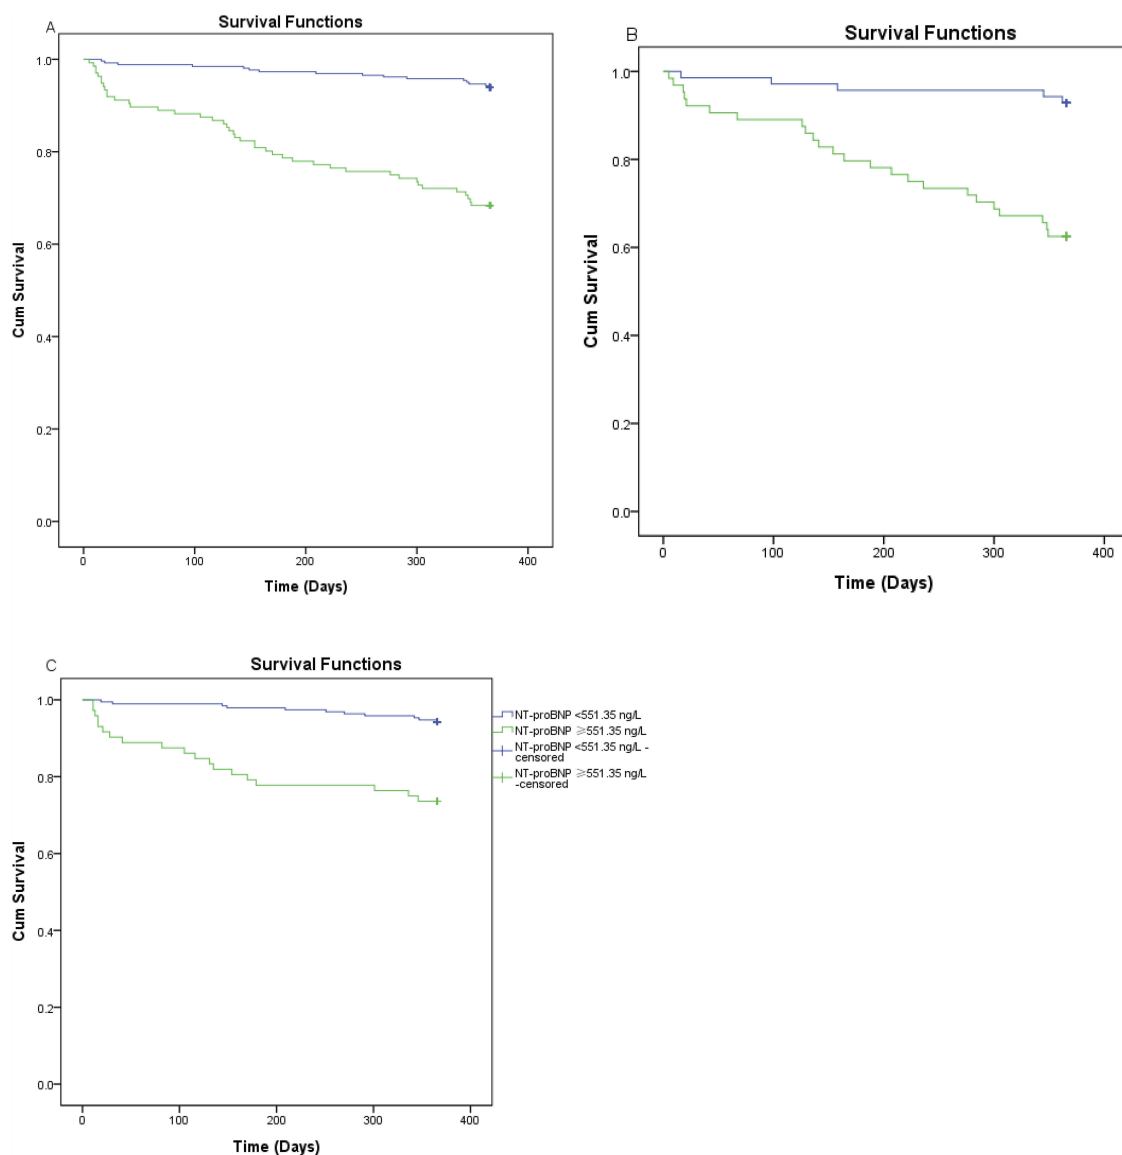 A
Survival Functions
1.0
0.8
0.6
0.4
0.2
0.0
Cum Survival
0
100
200
300
400
Time (Days)
B
Survival Functions
1.0
0.8
0.6
0.4
0.2
0.0
Cum Survival
0
100
200
300
400
Time (Days)
C
Survival Functions
1.0
0.8
0.6
0.4
0.2
0.0
Cum Survival
0
100
200
300
400
Time (Days)
NT-proBNP <551.35 ng/L
NT-proBNP ≥551.35 ng/L
NT-proBNP <551.35 ng/L -
censored
NT-proBNP ≥551.35 ng/L
-censored